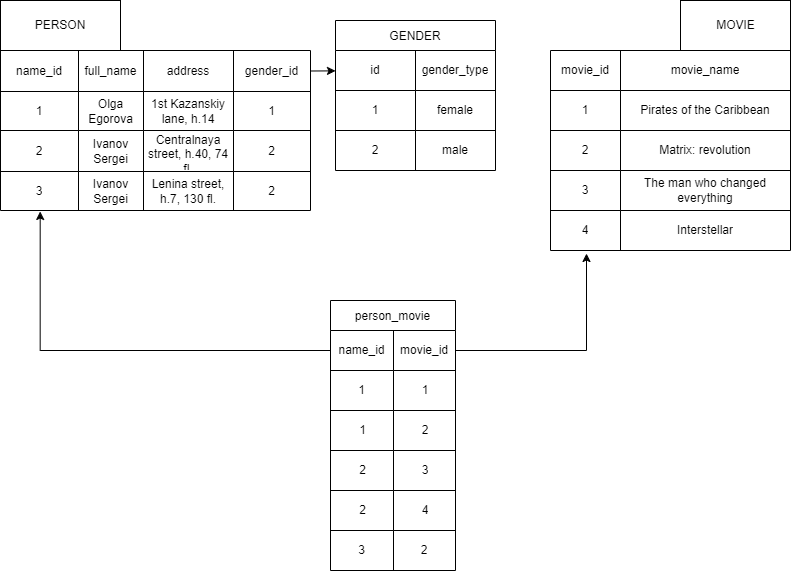 PERSON
name_id full_name address gender_id
1 Olga Egorova 1st Kazanskiy lane, h.14 1
2 Ivanov Sergei Centralnaya street, h.40, 74 fl 2
3 Ivanov Sergei Lenina street, h.7, 130 fl. 2
GENDER
id gender_type
1 female
2 male
MOVIE
movie_id movie_name
1 Pirates of the Caribbean
2 Matrix: revolution
3 The man who changed everything
4 Interstellar
person_movie
name_id movie_id
1 1
1 2
2 3
2 4
3 2